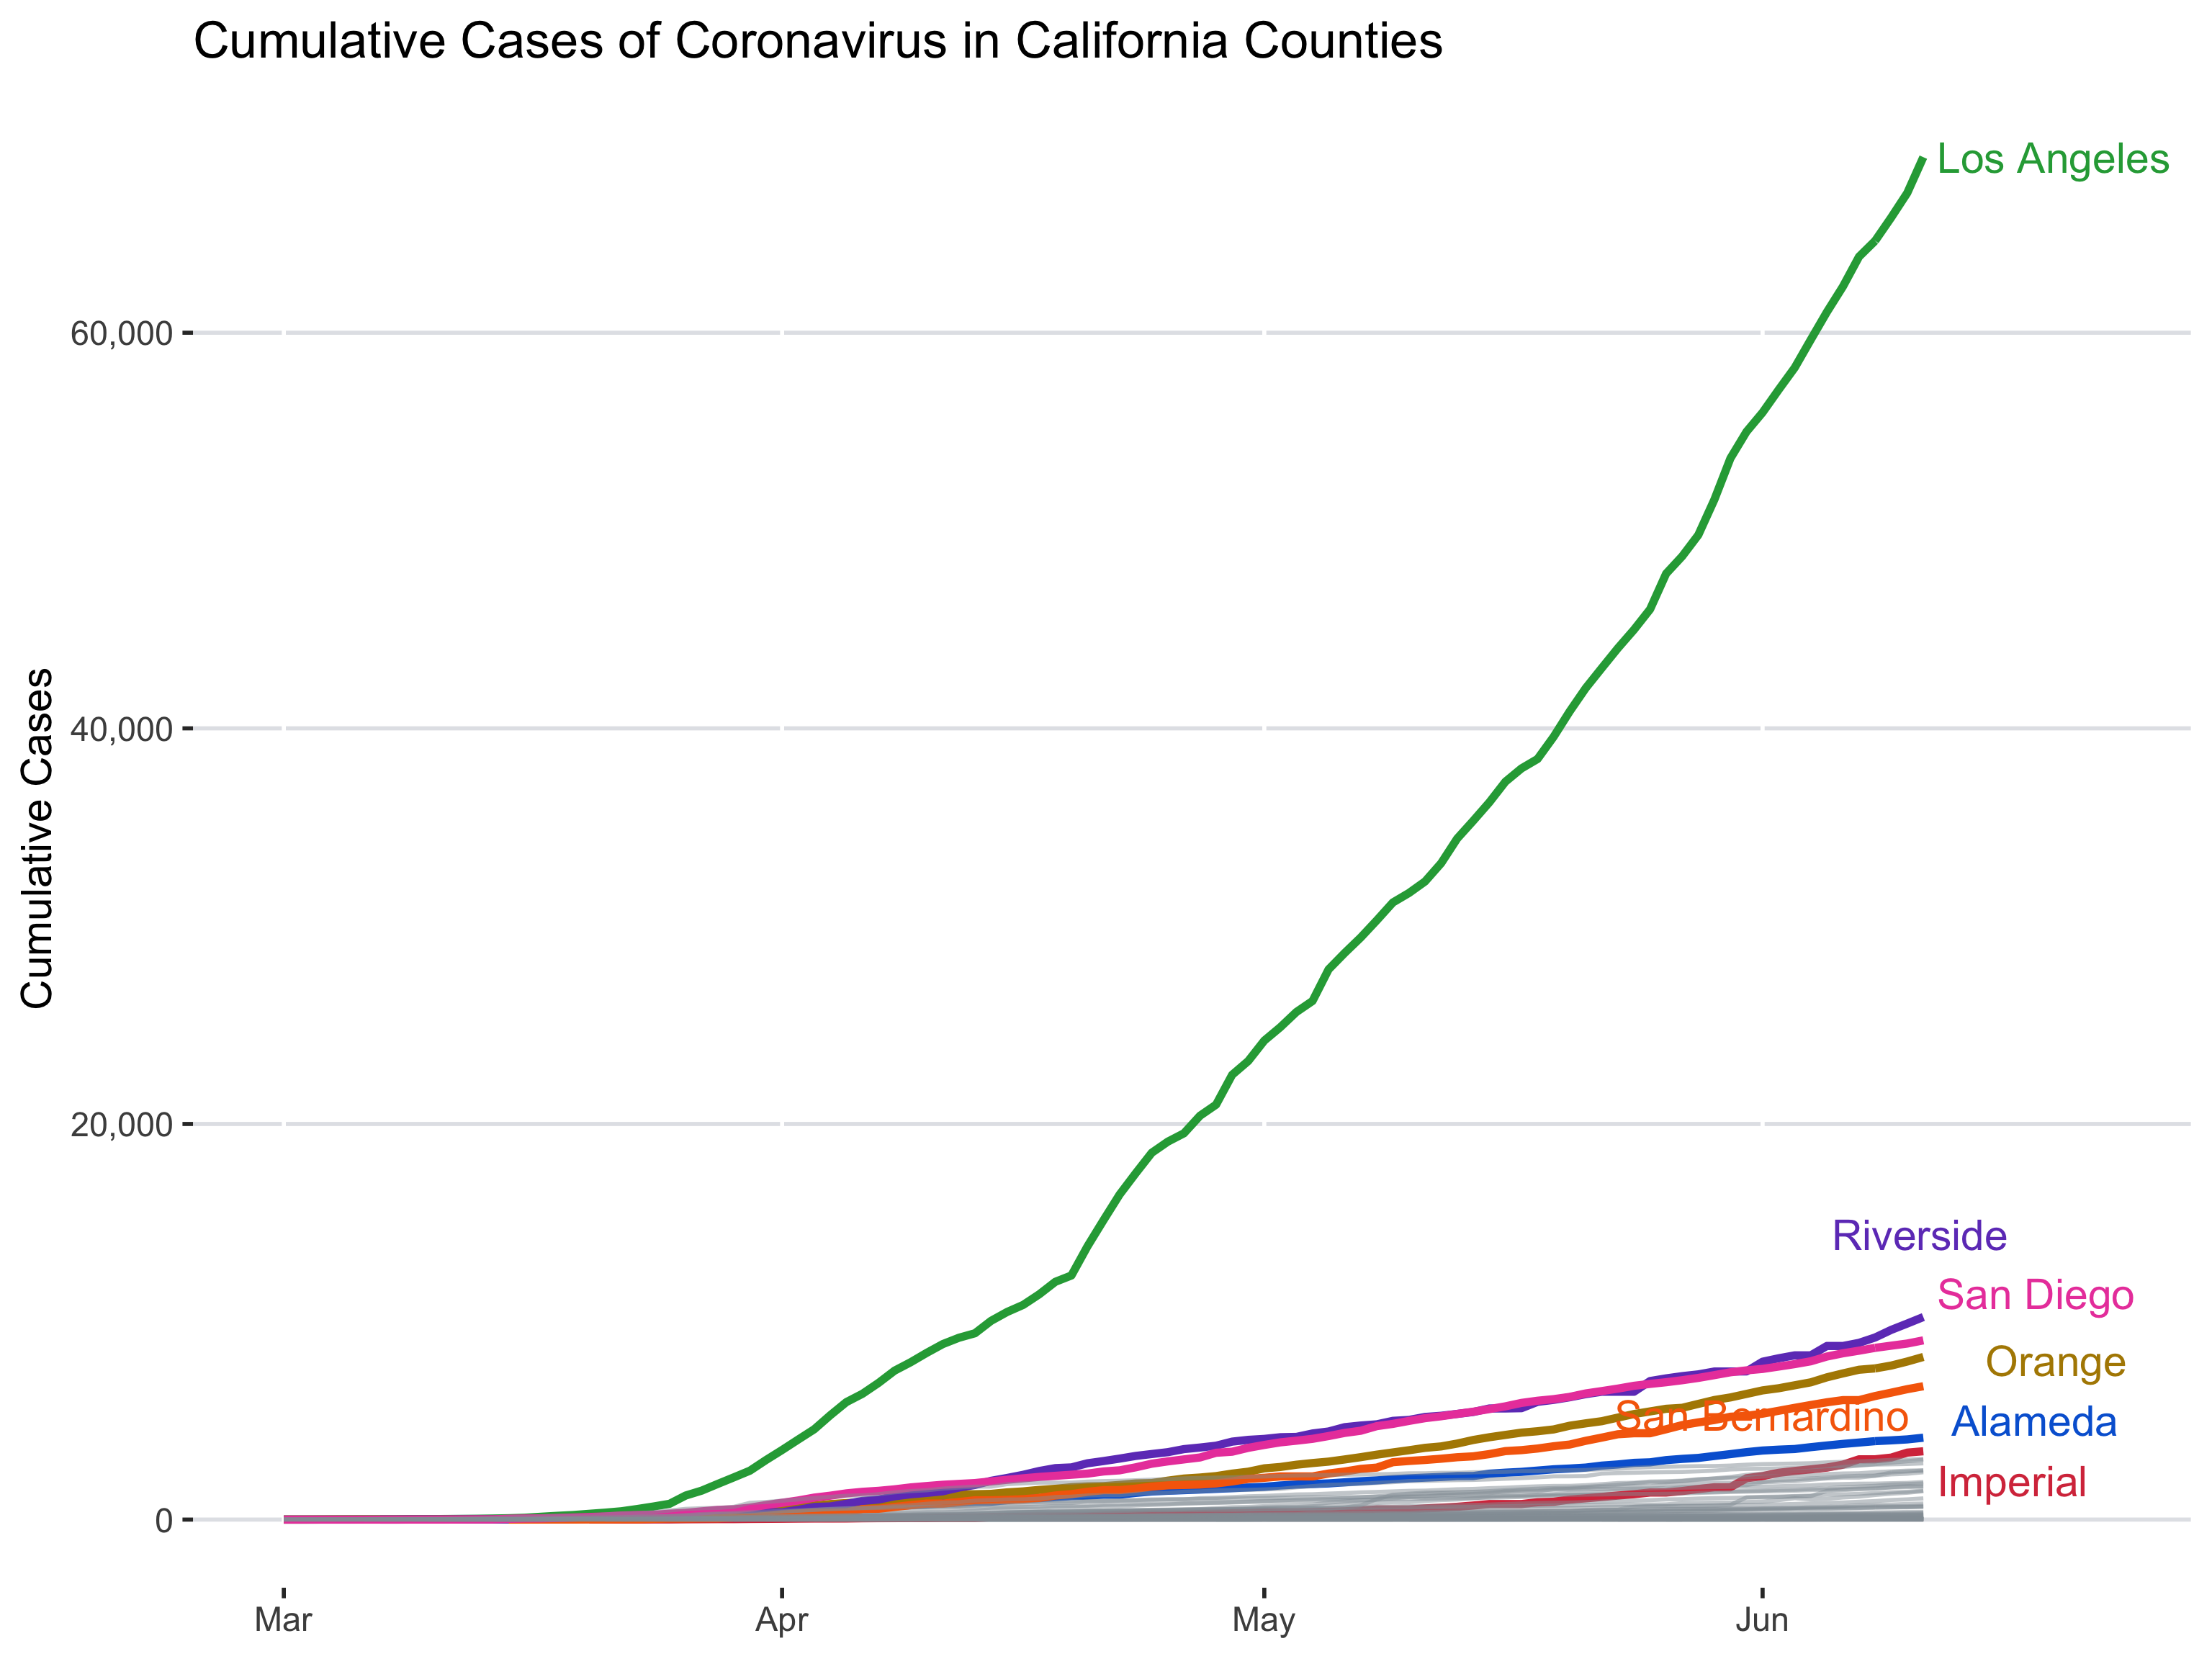 Cumulative Cases of Coronavirus in California Counties
Los Angeles
60,000
40,000
Cumulative Cases
20,000
Riverside
San Diego
Orange
San Bernardino
Alameda
Imperial
0
Mar
Apr
May
Jun